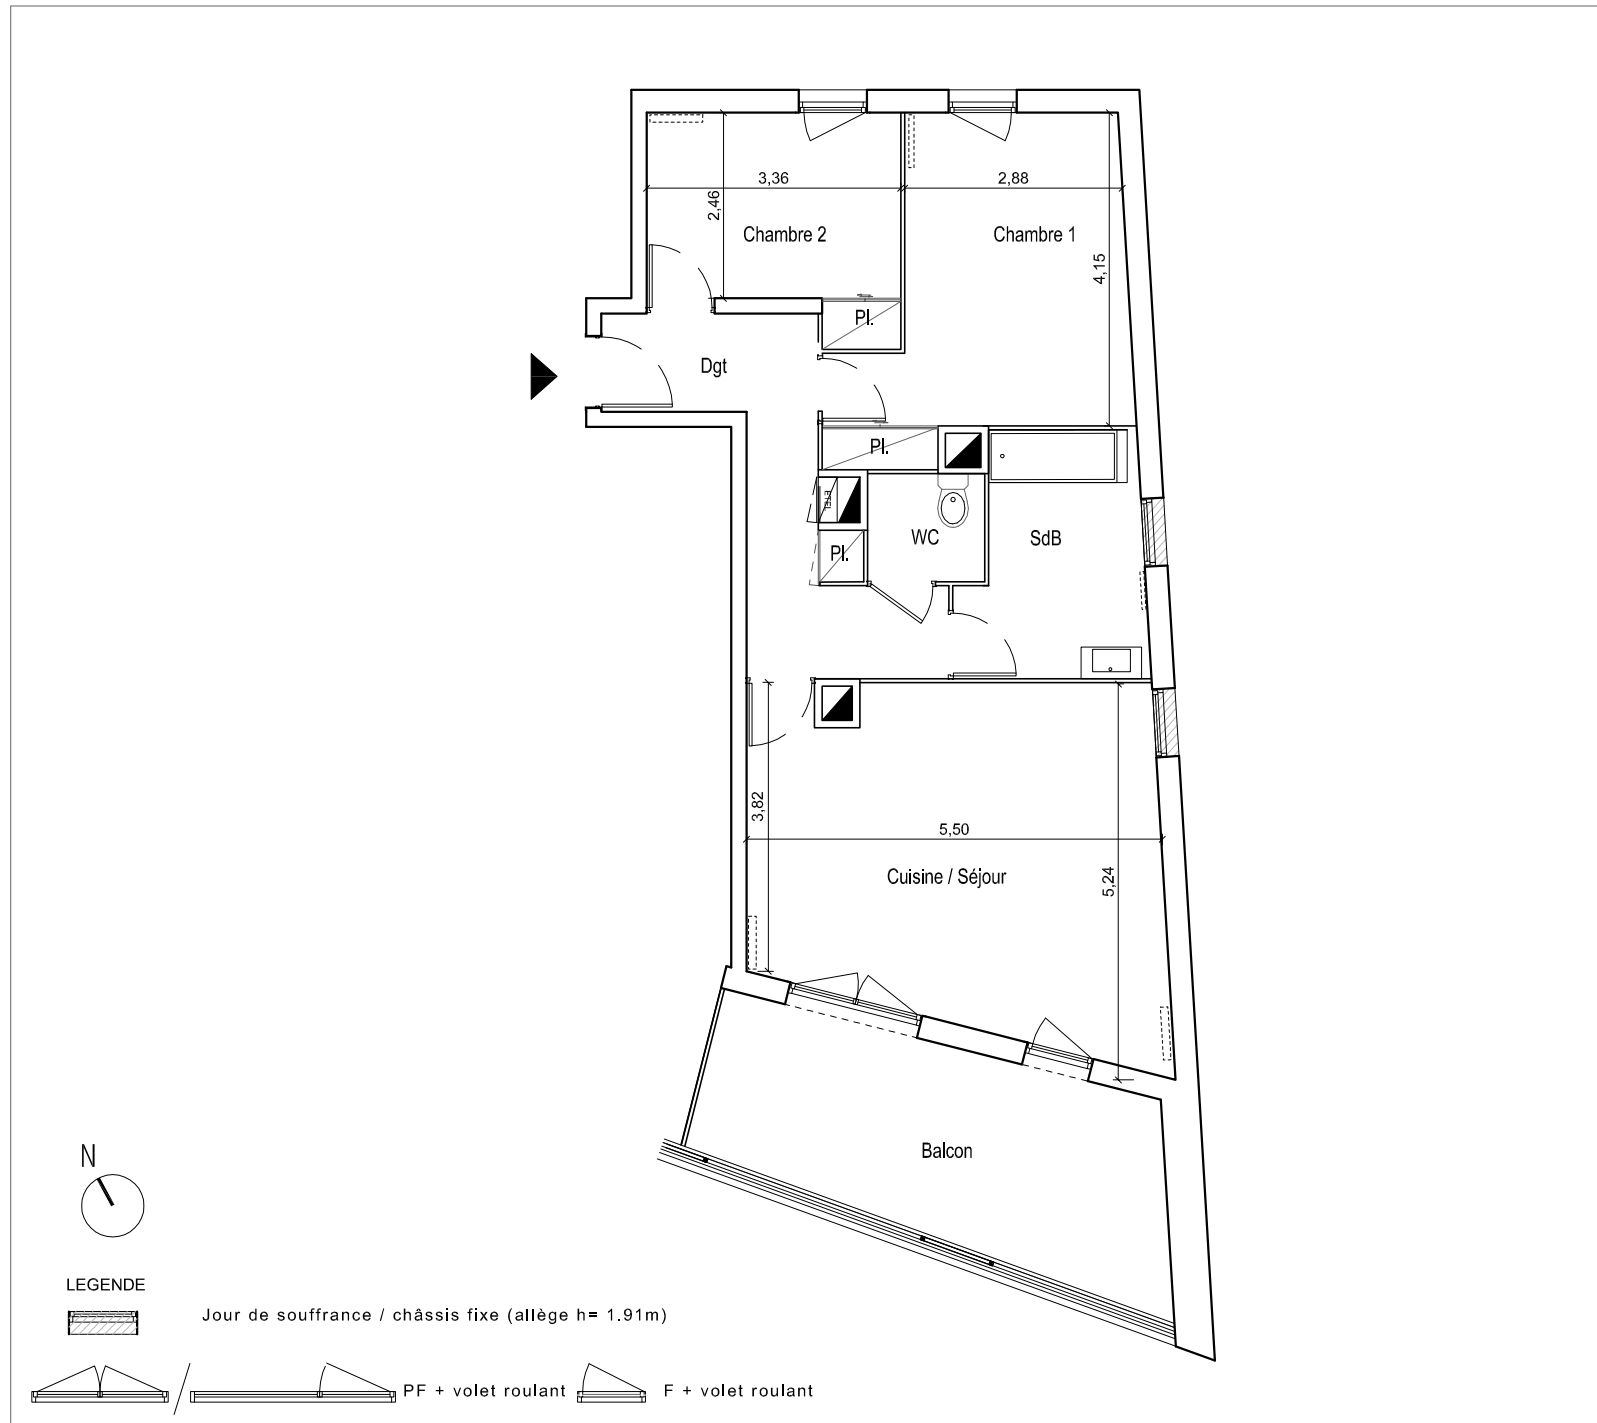 3,36
2,88
2,46
Chambre 2
Chambre 1
4,15
Pl.
Dgt
Pl.
ETEL
WC
SdB
Pl.
3,82
5,50
Cuisine / Séjour
5,24
Balcon
N
LEGENDE
Jour de souffrance / châssis fixe (allège h= 1.91m)
PF + volet roulant
F + volet roulant